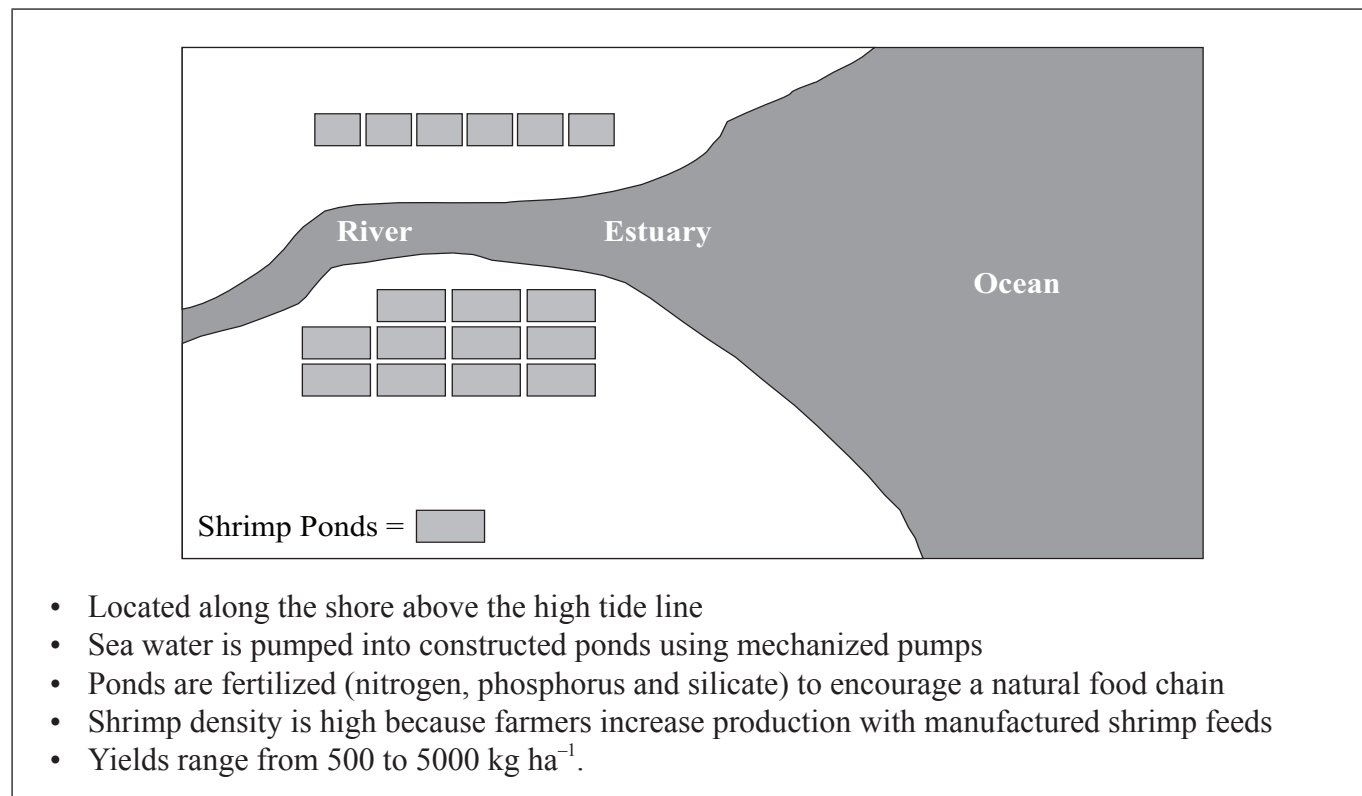 River
Estuary
Ocean
Shrimp Ponds =
• Located along the shore above the high tide line
• Sea water is pumped into constructed ponds using mechanized pumps
• Ponds are fertilized (nitrogen, phosphorus and silicate) to encourage a natural food chain
• Shrimp density is high because farmers increase production with manufactured shrimp feeds
• Yields range from 500 to 5000 kg ha⁻¹.